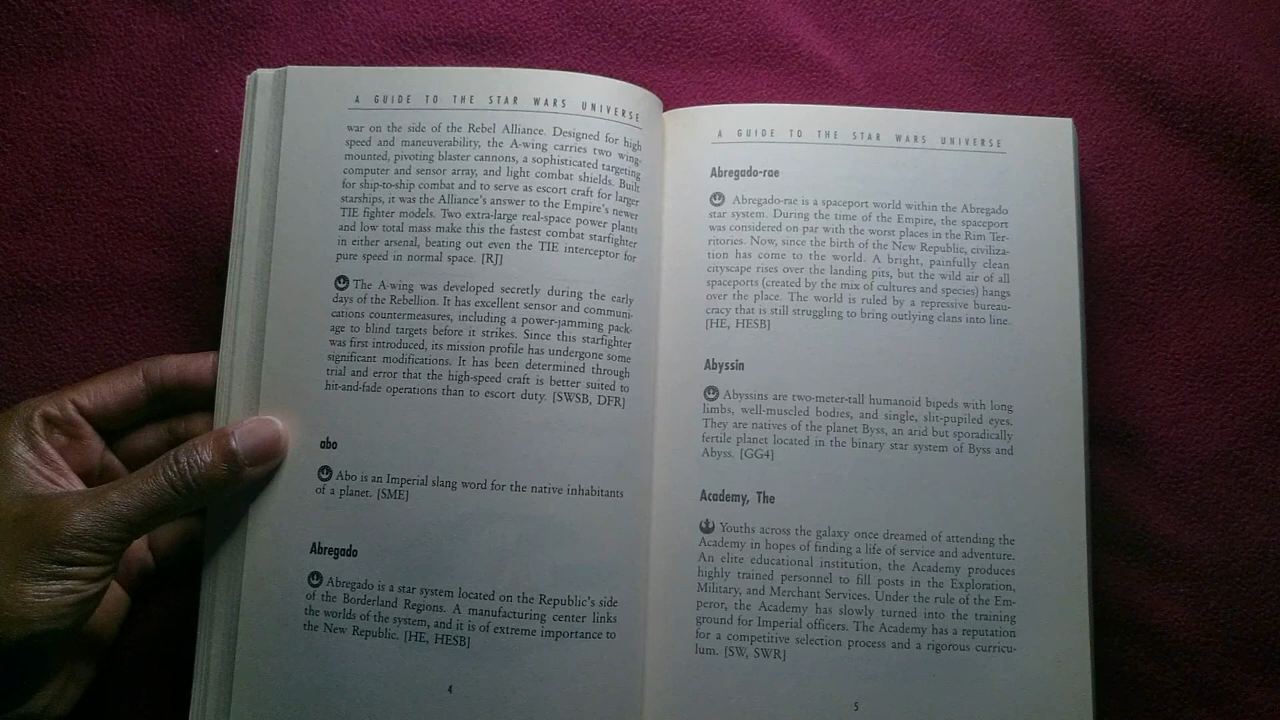 A GUIDE TO THE STAR WARS UNIVERSE
war on the side of the Rebel Alliance. Designed for high
speed and maneuverability, the A-wing carries two wing-
mounted, pivoting blaster cannons, a sophisticated targeting
computer and sensor array, and light combat shields. Built
for ship-to-ship combat and to serve as escort craft for larger
starships, it was the Alliance's answer to the Empire's newer
TIE fighter models. Two extra-large real-space power plants
and low total mass make this the fastest combat starfighter
in either arsenal, beating out even the TIE interceptor for
pure speed in normal space. [RJ]
The A-wing was developed secretly during the early
days of the Rebellion. It has excellent sensor and communi-
cations countermeasures, including a power-jamming pack-
age to blind targets before it strikes. Since this starfighter
was first introduced, its mission profile has undergone some
significant modifications. It has been determined through
trial and error that the high-speed craft is better suited to
hit-and-fade operations than to escort duty. [SWSB, DFR]
abo
Abo is an Imperial slang word for the native inhabitants
of a planet. [SME]
Abregado
Abregado is a star system located on the Republic's side
of the Borderland Regions. A manufacturing center links
the worlds of the system, and it is of extreme importance to
the New Republic. [HE, HESB]
4
A GUIDE TO THE STAR WARS UNIVERSE
Abregado-rae
Abregado-rae is a spaceport world within the Abregado
star system. During the time of the Empire, the spaceport
was considered on par with the worst places in the Rim Ter-
ritories. Now, since the birth of the New Republic, civiliza-
tion has come to the world. A bright, painfully clean
cityscape rises over the landing pits, but the wild air of all
spaceports (created by the mix of cultures and species) hangs
over the place. The world is ruled by a repressive bureau-
cracy that is still struggling to bring outlying clans into line.
[HE, HESB]
Abyssin
Abyssins are two-meter-tall humanoid bipeds with long
limbs, well-muscled bodies, and single, slit-pupiled eyes.
They are natives of the planet Byss, an arid but sporadically
fertile planet located in the binary star system of Byss and
Abyss. [GG4]
Academy, The
Youths across the galaxy once dreamed of attending the
Academy in hopes of finding a life of service and adventure.
An elite educational institution, the Academy produces
highly trained personnel to fill posts in the Exploration,
Military, and Merchant Services. Under the rule of the Em-
peror, the Academy has slowly turned into the training
ground for Imperial officers. The Academy has a reputation
for a competitive selection process and a rigorous curricu-
lum. [SW, SWR]
5